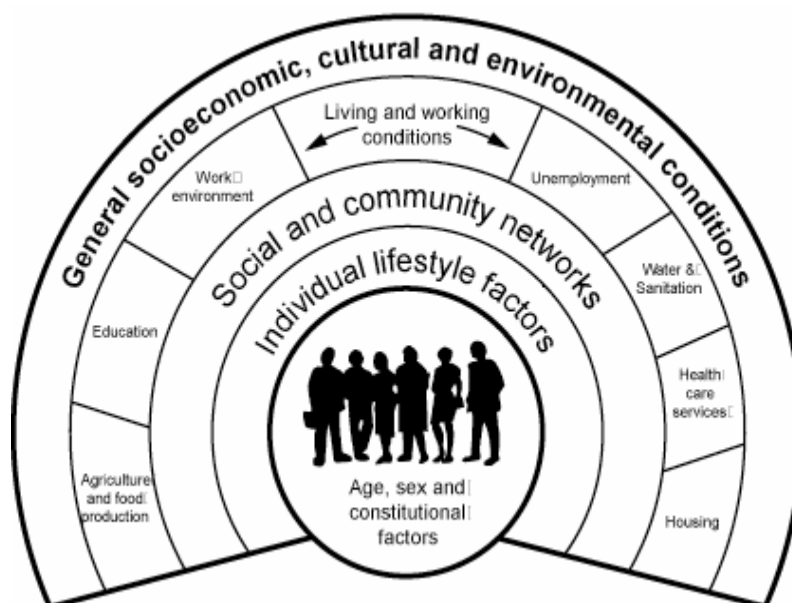 General socioeconomic, cultural and environmental conditions
Living and working
conditions
Work
environment
Unemployment
Education
Water &
Sanitation
Agriculture
and food
production
Health
care
services
Housing
Social and community networks
Individual lifestyle factors
Age, sex and
constitutional
factors